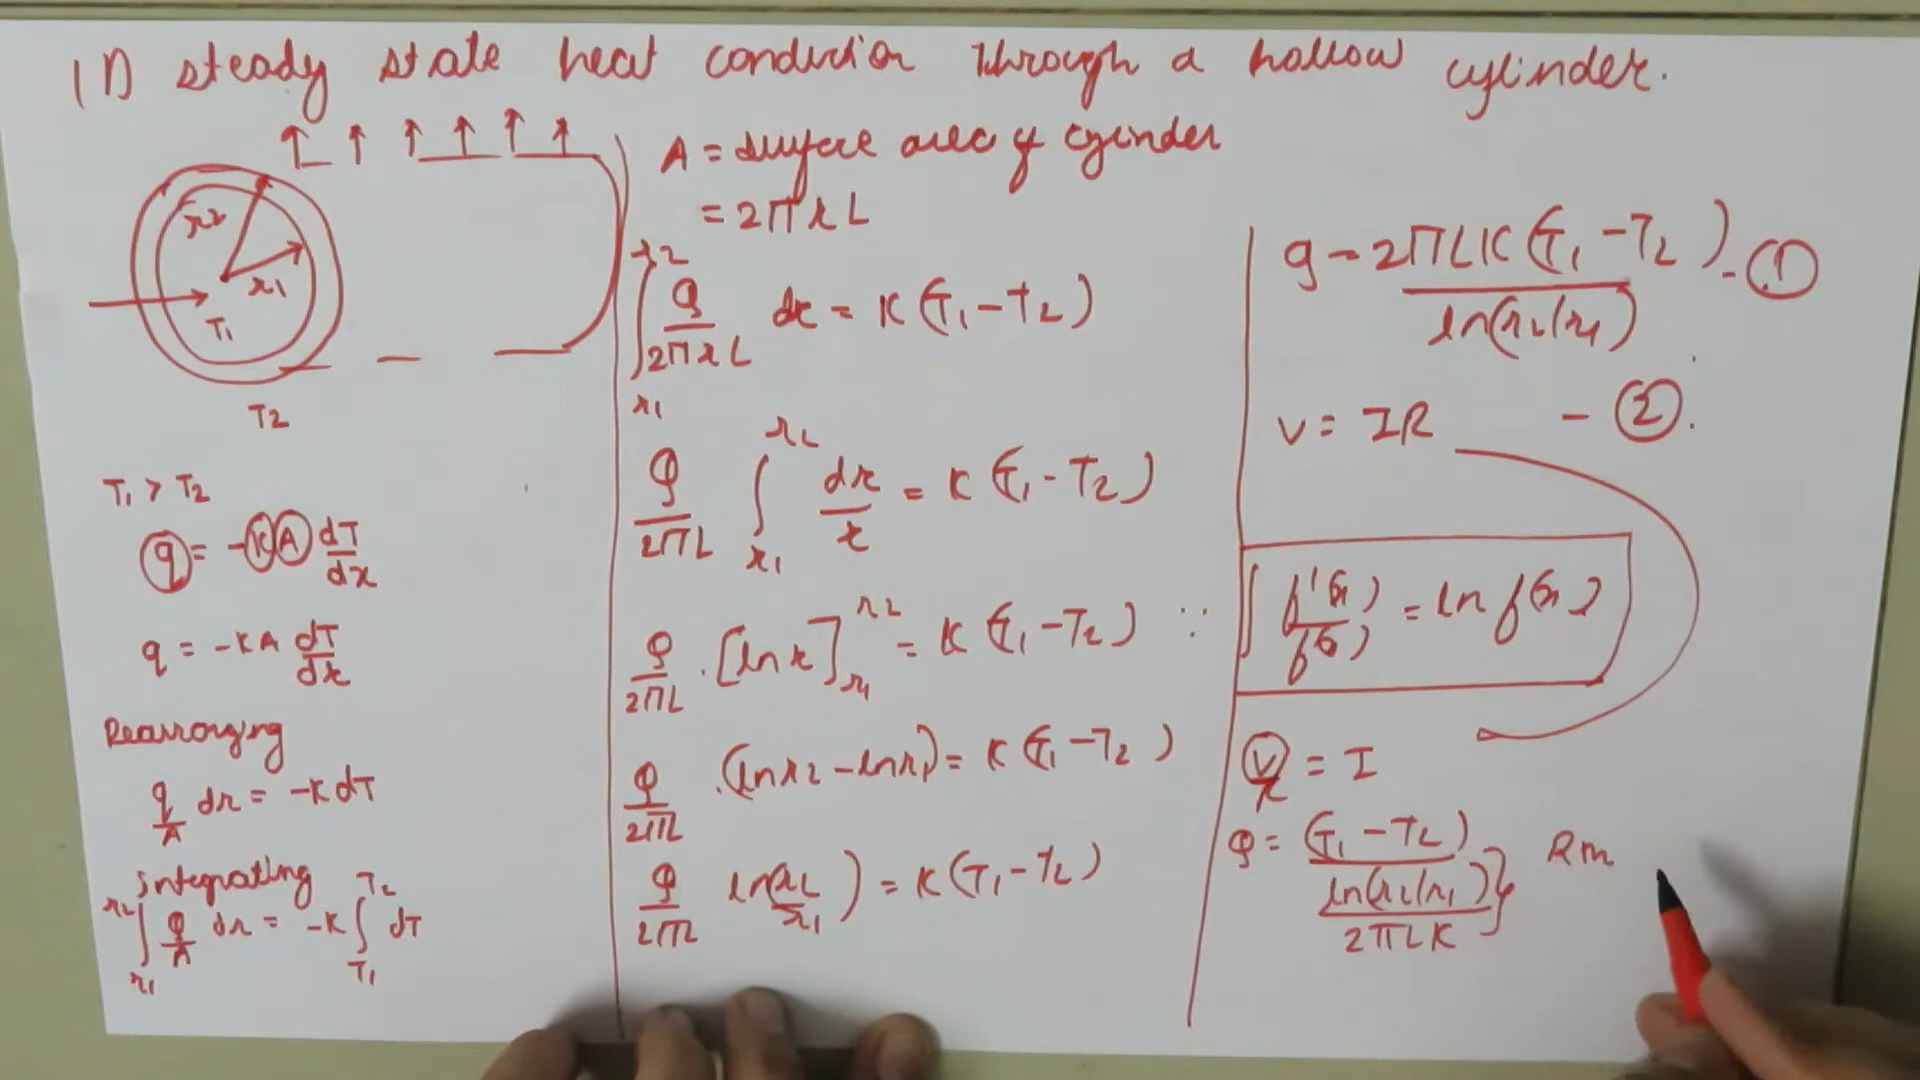 1D steady state heat conduction through a hollow cylinder.
r2
r1
T1
T2
T1 > T2
q = -KA dT/dx
q = -KA dT/dr
Rearranging
q/A dr = -KdT
integrating
∫r1^r2 q/A dr = -K∫T1^T2 dT
A = surface area of cylinder
= 2πrL
∫r1^r2 q/2πrL dr = K(T1-T2)
q/2πL ∫r1^r2 dr/r = K(T1-T2)
q/2πL . [ln r]r1^r2 = K(T1-T2) ∵
q/2πL . (ln r2 - ln r1) = K(T1-T2)
q/2πL ln(r2/r1) = K(T1-T2)
q = 2πLK(T1-T2)/ln(r2/r1) - ①
V = IR - ②.
∫ f'(x)/f(x) = ln f(x)
V/R = I
q = (T1-T2)/(ln(r2/r1)/2πLK) } Rth